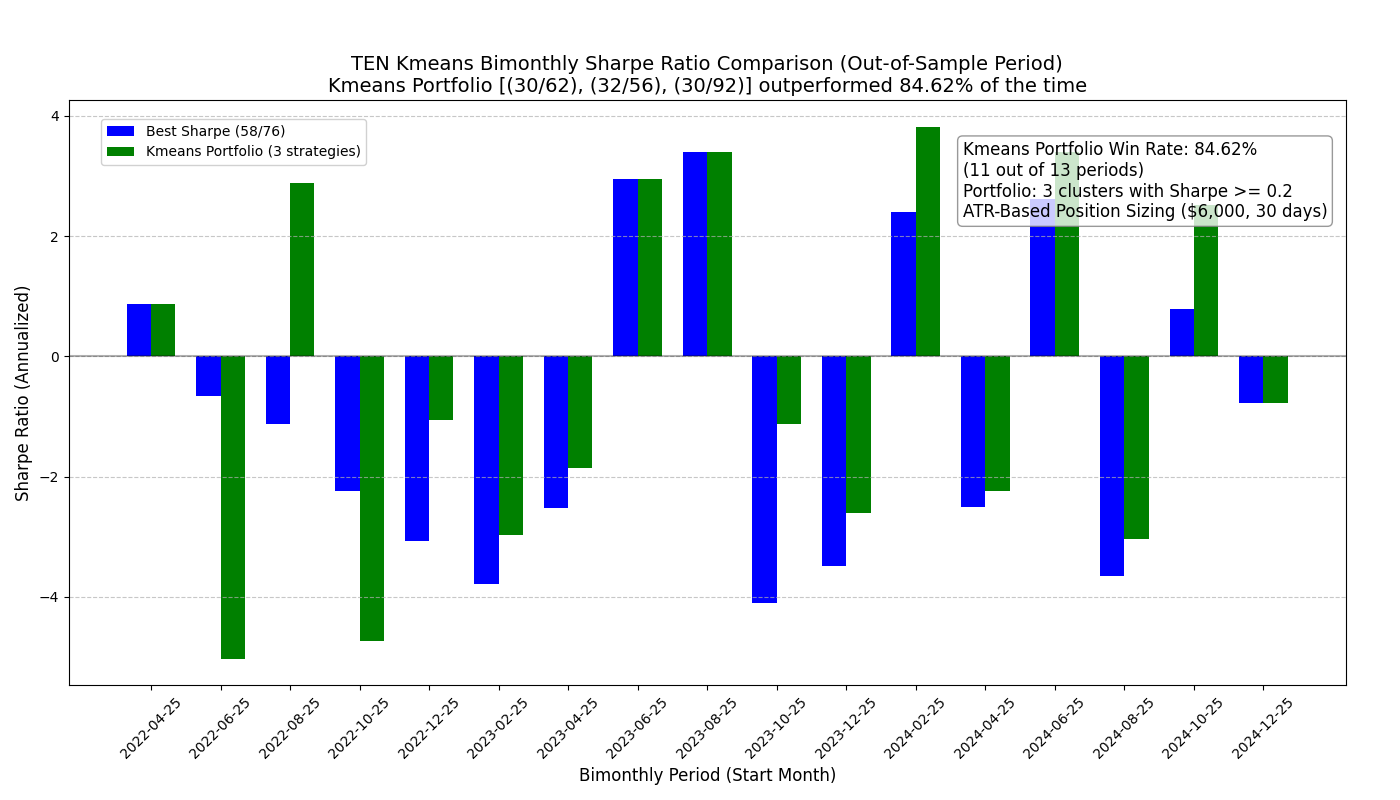 TEN Kmeans Bimonthly Sharpe Ratio Comparison (Out-of-Sample Period)
Kmeans Portfolio [(30/62), (32/56), (30/92)] outperformed 84.62% of the time
Best Sharpe (58/76)
Kmeans Portfolio (3 strategies)
Kmeans Portfolio Win Rate: 84.62%
(11 out of 13 periods)
Portfolio: 3 clusters with Sharpe >= 0.2
ATR-Based Position Sizing ($6,000, 30 days)
Sharpe Ratio (Annualized)
4
2
0
−2
−4
2022-04-25
2022-06-25
2022-08-25
2022-10-25
2022-12-25
2023-02-25
2023-04-25
2023-06-25
2023-08-25
2023-10-25
2023-12-25
2024-02-25
2024-04-25
2024-06-25
2024-08-25
2024-10-25
2024-12-25
Bimonthly Period (Start Month)